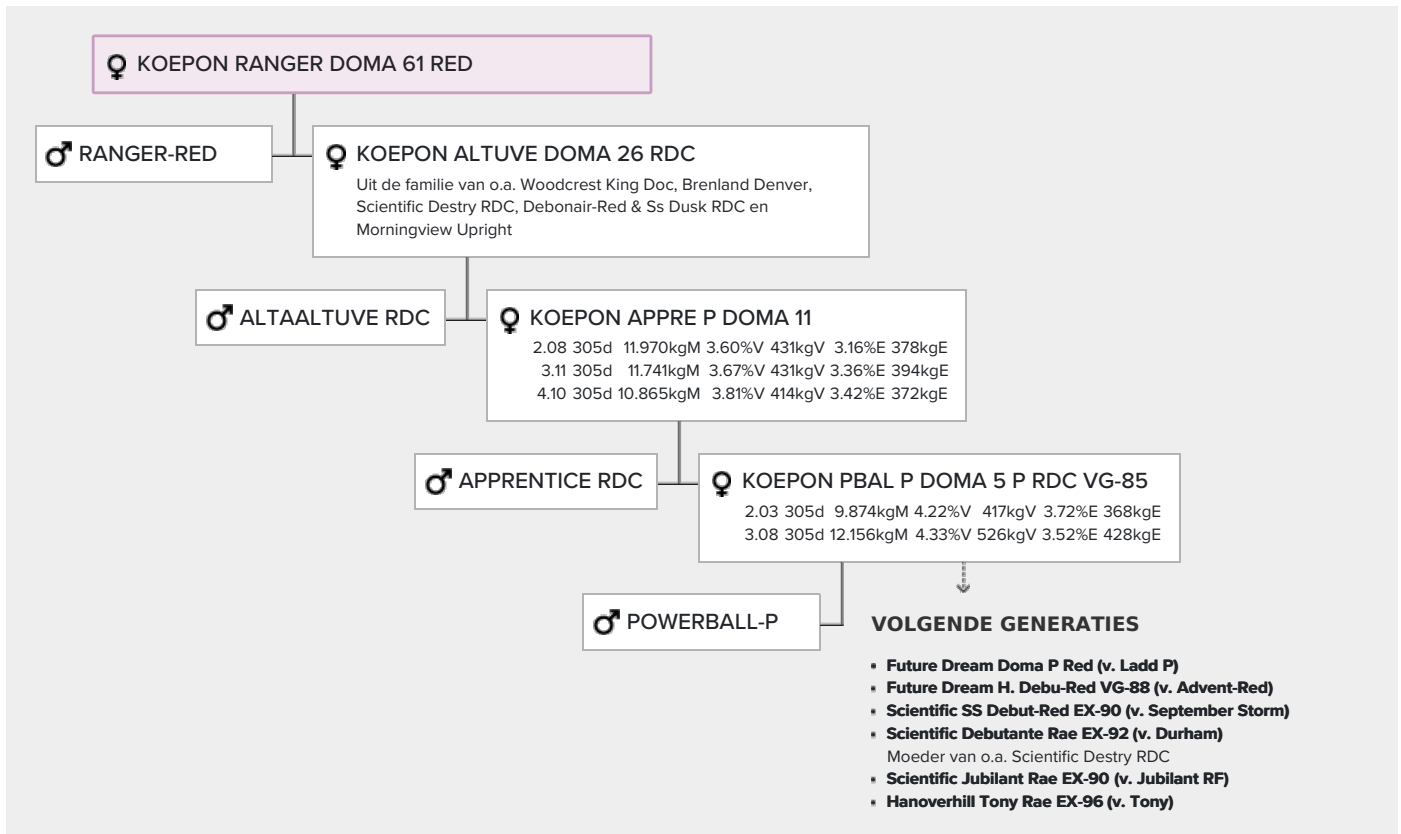 KOEPON RANGER DOMA 61 RED
RANGER-RED
KOEPON ALTUVE DOMA 26 RDC
Uit de familie van o.a. Woodcrest King Doc, Brenland Denver,
Scientific Destry RDC, Debonair-Red & Ss Dusk RDC en
Morningview Upright
ALTAALTUVE RDC
KOEPON APPRE P DOMA 11
2.08 305d 11.970kgM 3.60%V 431kgV 3.16%E 378kgE
3.11 305d 11.741kgM 3.67%V 431kgV 3.36%E 394kgE
4.10 305d 10.865kgM 3.81%V 414kgV 3.42%E 372kgE
APPRENTICE RDC
KOEPON PBAL P DOMA 5 P RDC VG-85
2.03 305d 9.874kgM 4.22%V 417kgV 3.72%E 368kgE
3.08 305d 12.156kgM 4.33%V 526kgV 3.52%E 428kgE
POWERBALL-P
VOLGENDE GENERATIES
Future Dream Doma P Red (v. Ladd P)
Future Dream H. Debu-Red VG-88 (v. Advent-Red)
Scientific SS Debut-Red EX-90 (v. September Storm)
Scientific Debutante Rae EX-92 (v. Durham)
Moeder van o.a. Scientific Destry RDC
Scientific Jubilant Rae EX-90 (v. Jubilant RF)
Hanoverhill Tony Rae EX-96 (v. Tony)